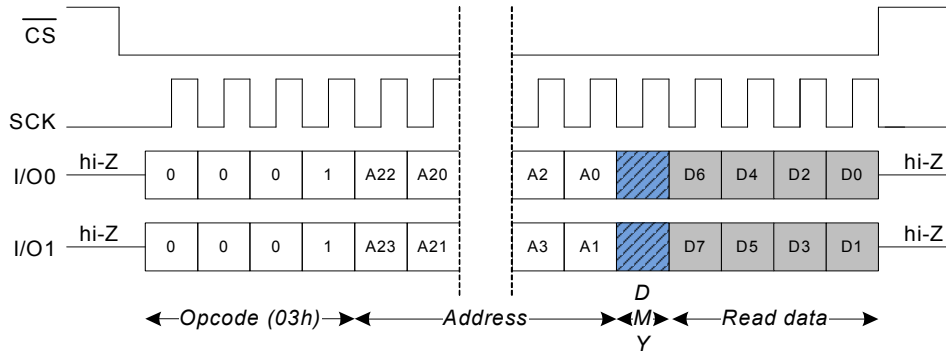 CS
SCK
hi-Z hi-Z
I/O0 0 0 0 1 A22 A20 A2 A0 D6 D4 D2 D0
hi-Z hi-Z
I/O1 0 0 0 1 A23 A21 A3 A1 D7 D5 D3 D1
Opcode (03h) Address D M Y Read data